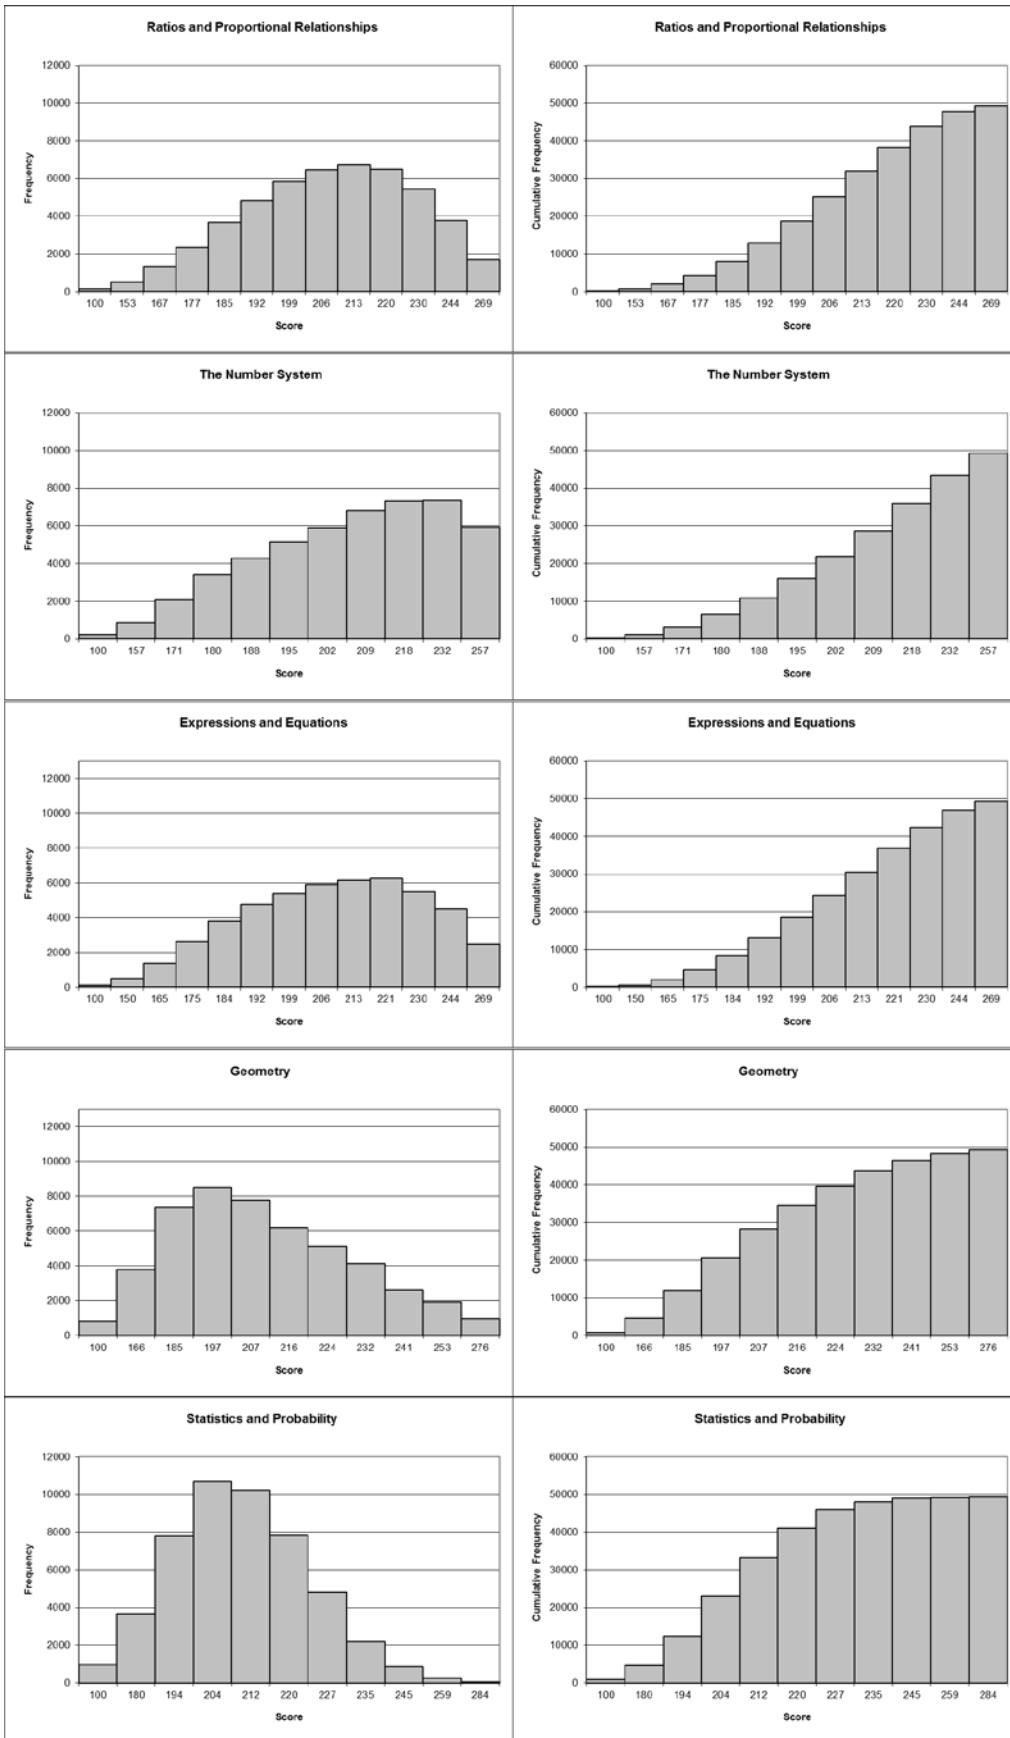 Ratios and Proportional Relationships
12000
10000
8000
6000
4000
2000
0
Frequency
100 153 167 177 185 192 199 206 213 220 230 244 269
Score
Ratios and Proportional Relationships
60000
50000
40000
30000
20000
10000
0
Cumulative Frequency
100 153 167 177 185 192 199 206 213 220 230 244 269
Score
The Number System
12000
10000
8000
6000
4000
2000
0
Frequency
100 157 171 180 188 195 202 209 218 232 257
Score
The Number System
60000
50000
40000
30000
20000
10000
0
Cumulative Frequency
100 157 171 180 188 195 202 209 218 232 257
Score
Expressions and Equations
12000
10000
8000
6000
4000
2000
0
Frequency
100 150 165 175 184 192 199 206 213 221 230 244 269
Score
Expressions and Equations
60000
50000
40000
30000
20000
10000
0
Cumulative Frequency
100 150 165 175 184 192 199 206 213 221 230 244 269
Score
Geometry
12000
10000
8000
6000
4000
2000
0
Frequency
100 166 185 197 207 216 224 232 241 253 276
Score
Geometry
60000
50000
40000
30000
20000
10000
0
Cumulative Frequency
100 166 185 197 207 216 224 232 241 253 276
Score
Statistics and Probability
12000
10000
8000
6000
4000
2000
0
Frequency
100 180 194 204 212 220 227 235 245 259 284
Score
Statistics and Probability
60000
50000
40000
30000
20000
10000
0
Cumulative Frequency
100 180 194 204 212 220 227 235 245 259 284
Score